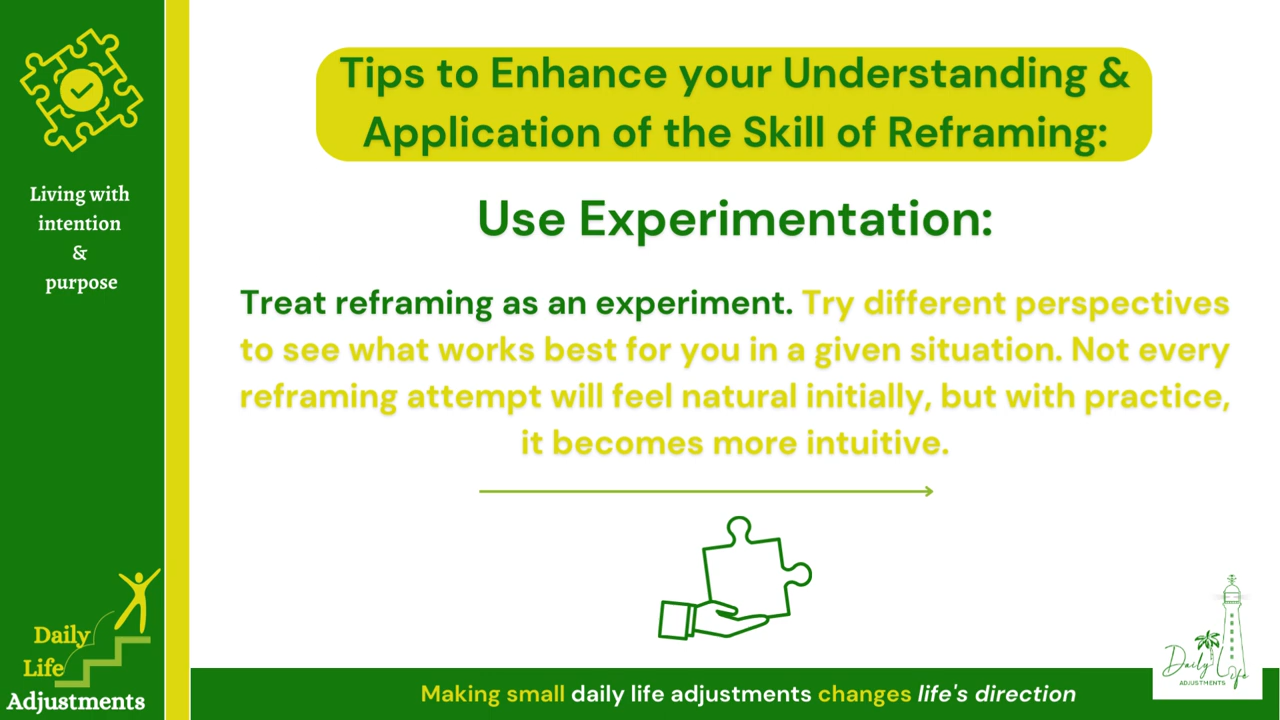 Living with
intention
&
purpose
Tips to Enhance your Understanding &
Application of the Skill of Reframing:
Use Experimentation:
Treat reframing as an experiment. Try different perspectives
to see what works best for you in a given situation. Not every
reframing attempt will feel natural initially, but with practice,
it becomes more intuitive.
Daily
Life
Adjustments
Making small daily life adjustments changes life's direction
Daily Life
ADJUSTMENTS